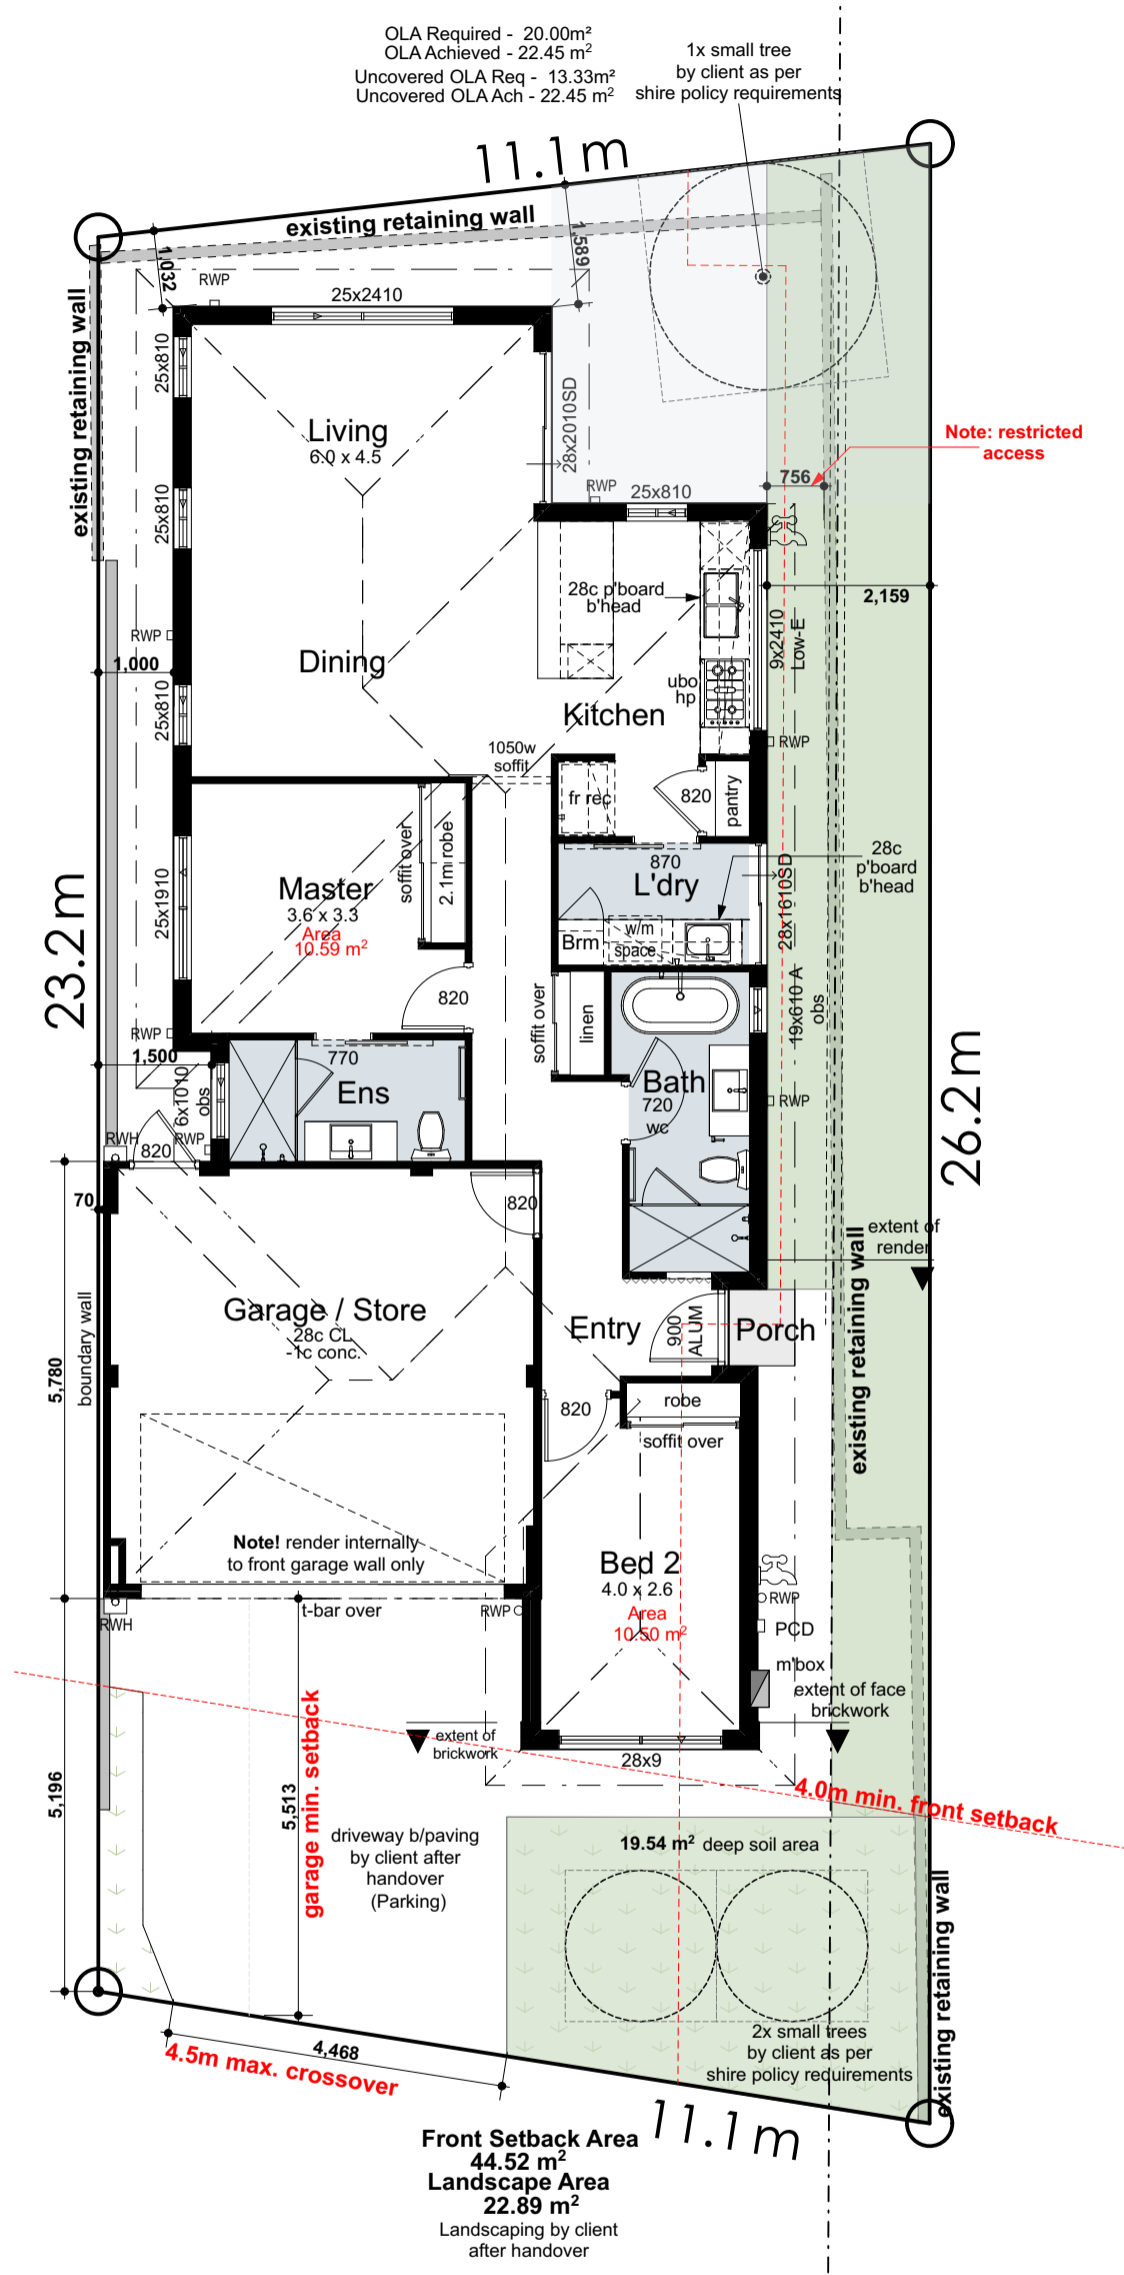 OLA Required - 20.00m²
OLA Achieved - 22.45 m²
Uncovered OLA Req - 13.33m²
Uncovered OLA Ach - 22.45 m²
1x small tree
by client as per
shire policy requirements
11.1m
existing retaining wall
1,032
1,589
RWP
25x2410
existing retaining wall
25x810
Living
6.0 x 4.5
28x2010SD
Note: restricted
access
756
RWP
25x810
25x810
28c p'board
b'head
2,159
9x2410
Low-E
RWP
1,000
Dining
25x810
ubo
hp
Kitchen
RWP
1050w
soffit
fr rec
820
pantry
soffit over
2.1m robe
870
L'dry
28c
p'board
b'head
28x1610SD
Master
3.6 x 3.3
Area
10.59 m²
25x1910
23.2m
Brm
w/m
space
820
soffit over
linen
19x610 A
obs
RWP
1,500
770
Ens
6x1010
obs
Bath
720
wc
RWP
26.2m
RWH
820
RWP
70
820
extent of
render
existing retaining wall
Garage / Store
28c CL
-1c conc.
Entry
900
ALUM
Porch
5,780
boundary wall
820
robe
soffit over
Note! render internally
to front garage wall only
Bed 2
4.0 x 2.6
Area
10.50 m²
t-bar over
RWP
RWH
RWP
PCD
m'box
extent of face
brickwork
extent of
brickwork
28x9
4.0m min. front setback
5,196
5,513
garage min. setback
driveway b/paving
by client after
handover
(Parking)
19.54 m² deep soil area
existing retaining wall
2x small trees
by client as per
shire policy requirements
4,468
4.5m max. crossover
11.1m
Front Setback Area
44.52 m²
Landscape Area
22.89 m²
Landscaping by client
after handover